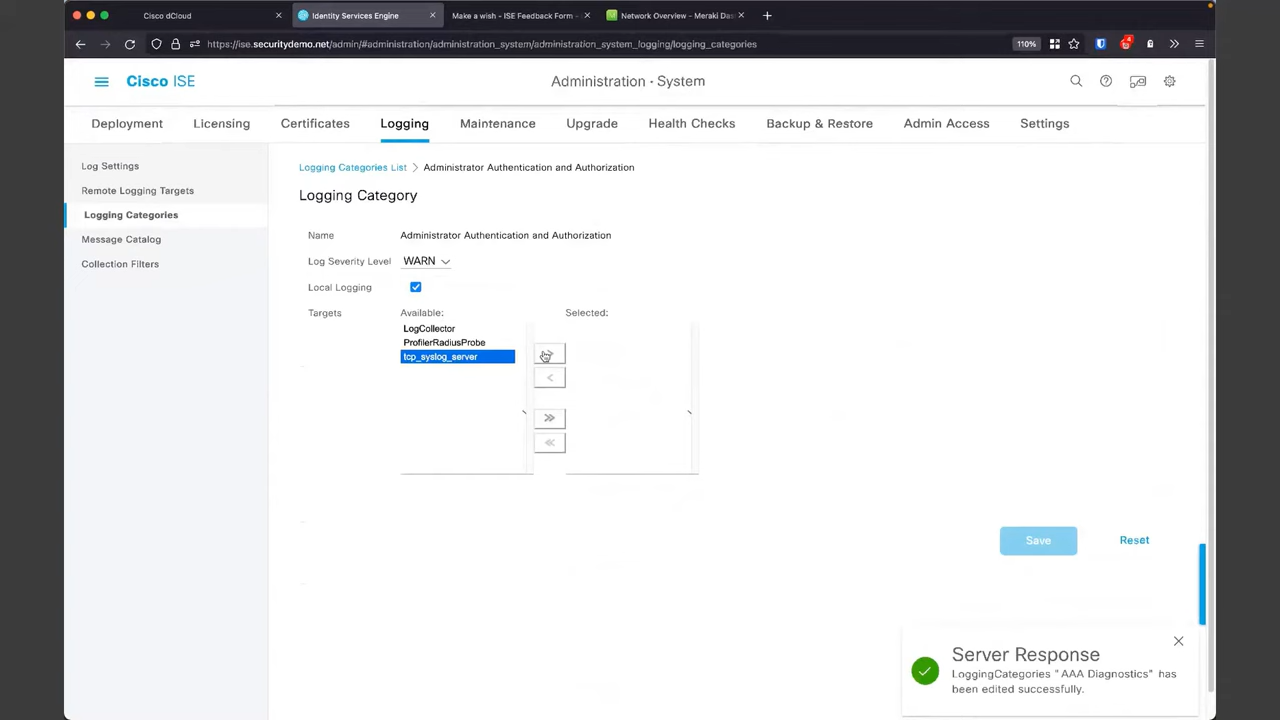 Cisco dCloud
Identity Services Engine
Make a wish - ISE Feedback Form -
Network Overview - Meraki Das
https://ise.securitydemo.net/admin/#administration/administration_system/administration_system_logging/logging_categories
110%
4
Cisco ISE
Administration · System
Deployment
Licensing
Certificates
Logging
Maintenance
Upgrade
Health Checks
Backup & Restore
Admin Access
Settings
Log Settings
Remote Logging Targets
Logging Categories
Message Catalog
Collection Filters
Logging Categories List > Administrator Authentication and Authorization
Logging Category
Name Administrator Authentication and Authorization
Log Severity Level WARN
Local Logging
Targets Available: Selected:
LogCollector
ProfilerRadiusProbe
tcp_syslog_server
Save Reset
Server Response
LoggingCategories "AAA Diagnostics" has
been edited successfully.